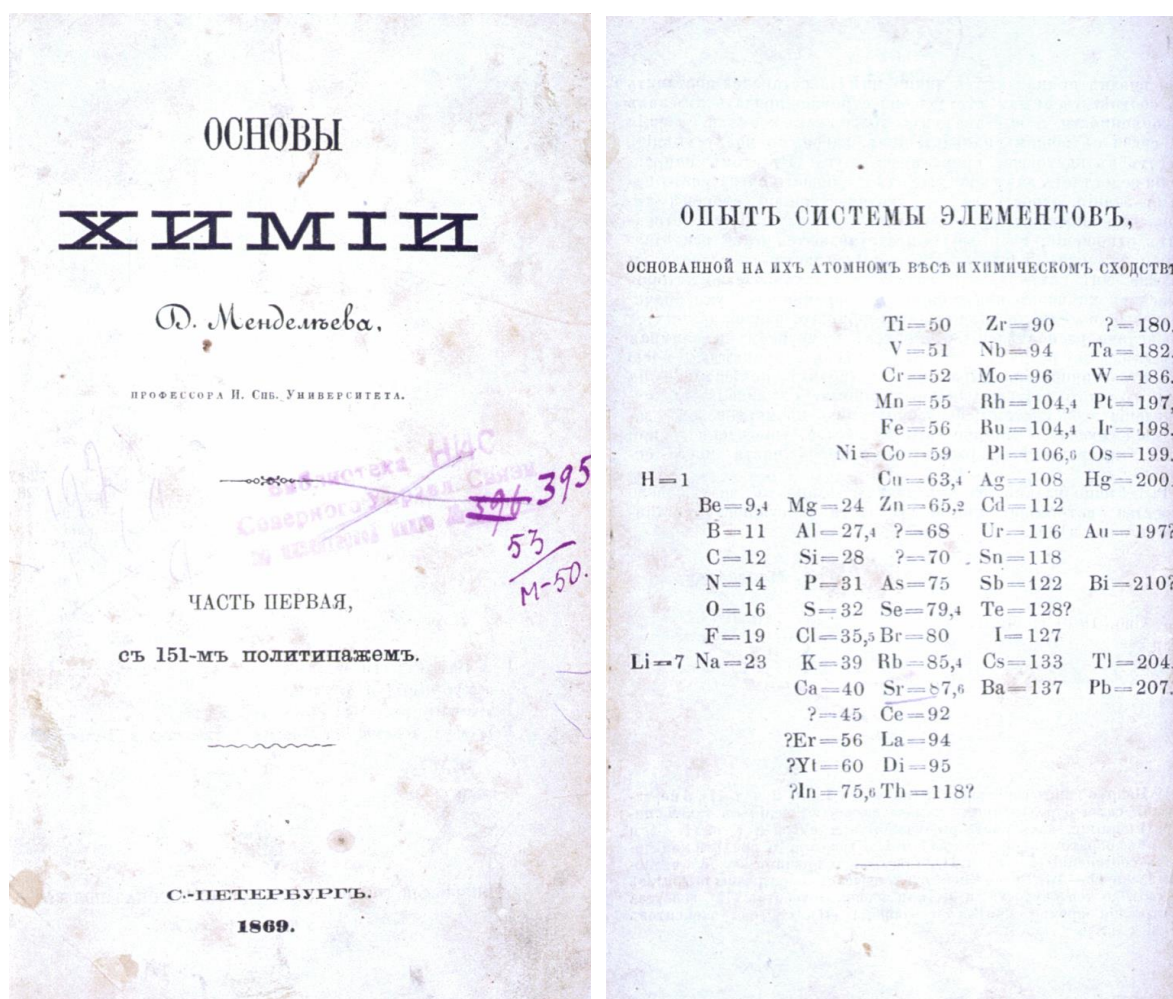 ОСНОВЫ
ХИМІИ
Д. Менделѣева,
ПРОФЕССОРА И. СПБ. УНИВЕРСИТЕТА.
библіотека НИС
Северного Управл. Связи
395
53
М-50.
ЧАСТЬ ПЕРВАЯ,
съ 151-мъ политипажемъ.
С.-ПЕТЕРБУРГЪ.
1869.
ОПЫТЪ СИСТЕМЫ ЭЛЕМЕНТОВЪ,
ОСНОВАННОЙ НА ИХЪ АТОМНОМЪ ВѢСѢ И ХИМИЧЕСКОМЪ СХОДСТВѢ
Ti=50 Zr=90 ?=180.
V=51 Nb=94 Ta=182.
Cr=52 Mo=96 W=186.
Mn=55 Rh=104,4 Pt=197,
Fe=56 Ru=104,4 Ir=198.
Ni=Co=59 Pl=106,6 Os=199.
H=1 Cu=63,4 Ag=108 Hg=200.
Be=9,4 Mg=24 Zn=65,2 Cd=112
B=11 Al=27,4 ?=68 Ur=116 Au=197?
C=12 Si=28 ?=70 Sn=118
N=14 P=31 As=75 Sb=122 Bi=210?
O=16 S=32 Se=79,4 Te=128?
F=19 Cl=35,5 Br=80 I=127
Li=7 Na=23 K=39 Rb=85,4 Cs=133 Tl=204.
Ca=40 Sr=87,6 Ba=137 Pb=207.
?=45 Ce=92
?Er=56 La=94
?Yt=60 Di=95
?In=75,6 Th=118?